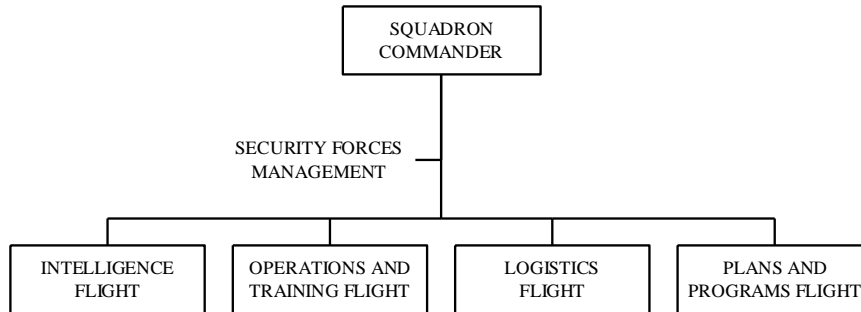 SQUADRON
COMMANDER
SECURITY FORCES
MANAGEMENT
INTELLIGENCE
FLIGHT
OPERATIONS AND
TRAINING FLIGHT
LOGISTICS
FLIGHT
PLANS AND
PROGRAMS FLIGHT